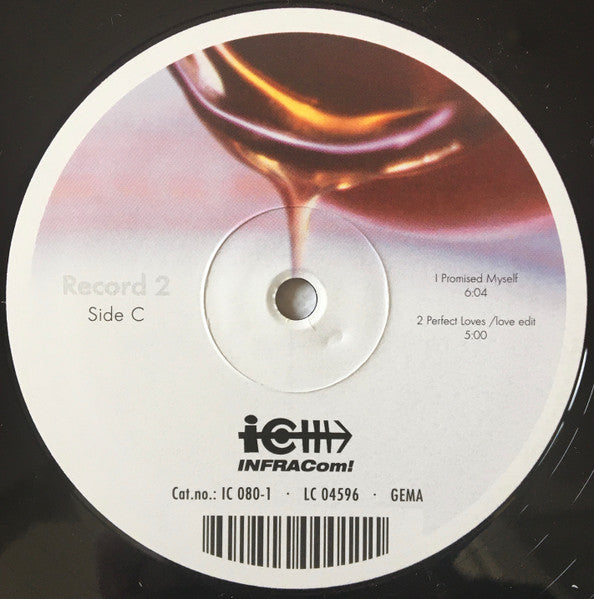 Record 2
Side C
I Promised Myself
6:04
2 Perfect Loves /love edit
5:00
iC
INFRACom!
Cat.no.: IC 080-1 · LC 04596 · GEMA